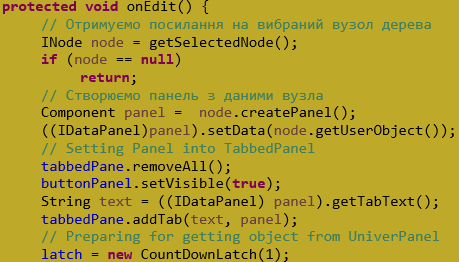 protected void onEdit() {
// Отримуємо посилання на вибраний вузол дерева
INode node = getSelectedNode();
if (node == null)
return;
// Створюємо панель з даними вузла
Component panel =  node.createPanel();
((IDataPanel)panel).setData(node.getUserObject());
// Setting Panel into TabbedPanel
tabbedPane.removeAll();
buttonPanel.setVisible(true);
String text = ((IDataPanel) panel).getTabText();
tabbedPane.addTab(text, panel);
// Preparing for getting object from UniverPanel
latch = new CountDownLatch(1);